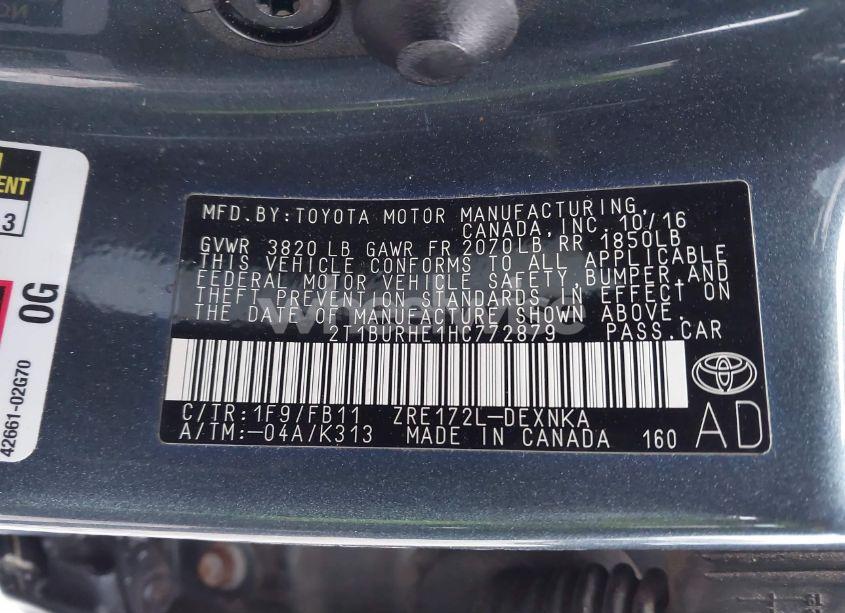 MFD.BY:TOYOTA MOTOR MANUFACTURING,
CANADA, INC. 10/16
GVWR 3820 LB GAWR FR 2070LB, RR 1850LB
THIS VEHICLE CONFORMS TO ALL APPLICABLE
FEDERAL MOTOR VEHICLE SAFETY, BUMPER, AND
THEFT PREVENTION STANDARDS IN EFFECT ON
THE DATE OF MANUFACTURE SHOWN ABOVE.
2T1BURHE1HC772879 PASS.CAR
C/TR:1F9/FB11 ZRE172L-DEXNKA
A/TM:-04A/K313 MADE IN CANADA 160
AD
ENT
3
0G
42661-02G70